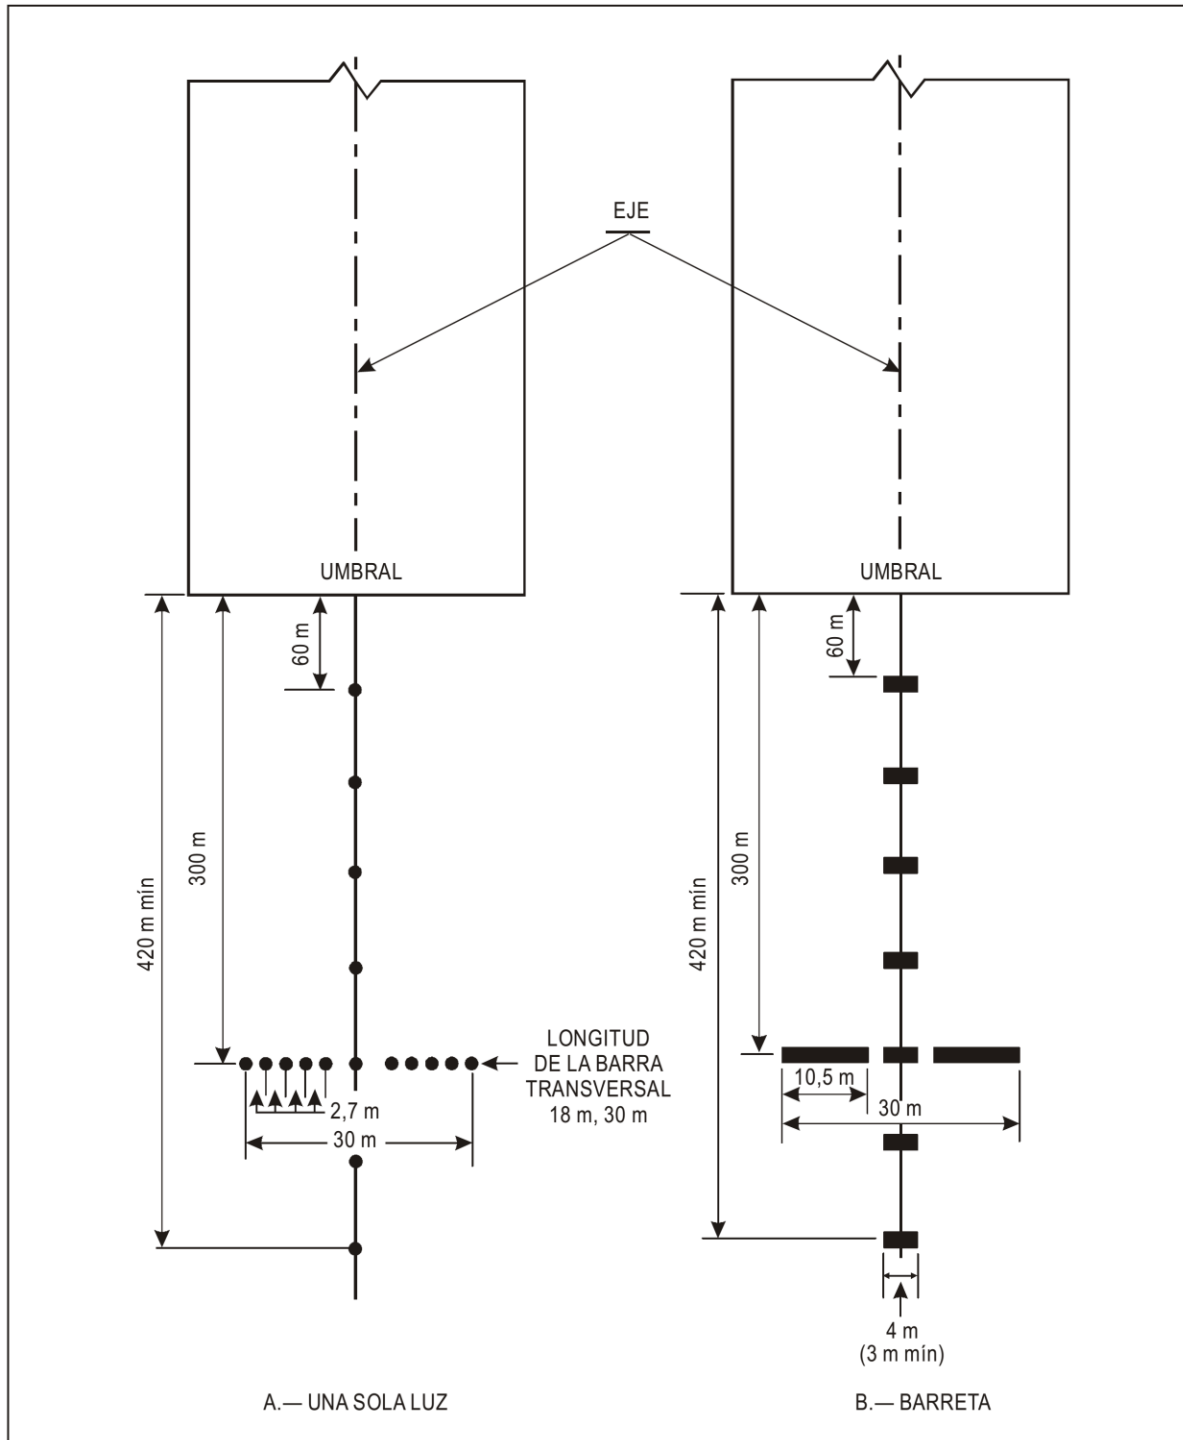 EJE
UMBRAL
UMBRAL
60 m
60 m
300 m
300 m
420 m mín
420 m mín
LONGITUD
DE LA BARRA
TRANSVERSAL
18 m, 30 m
2,7 m
30 m
10,5 m
30 m
4 m
(3 m mín)
A.— UNA SOLA LUZ
B.— BARRETA